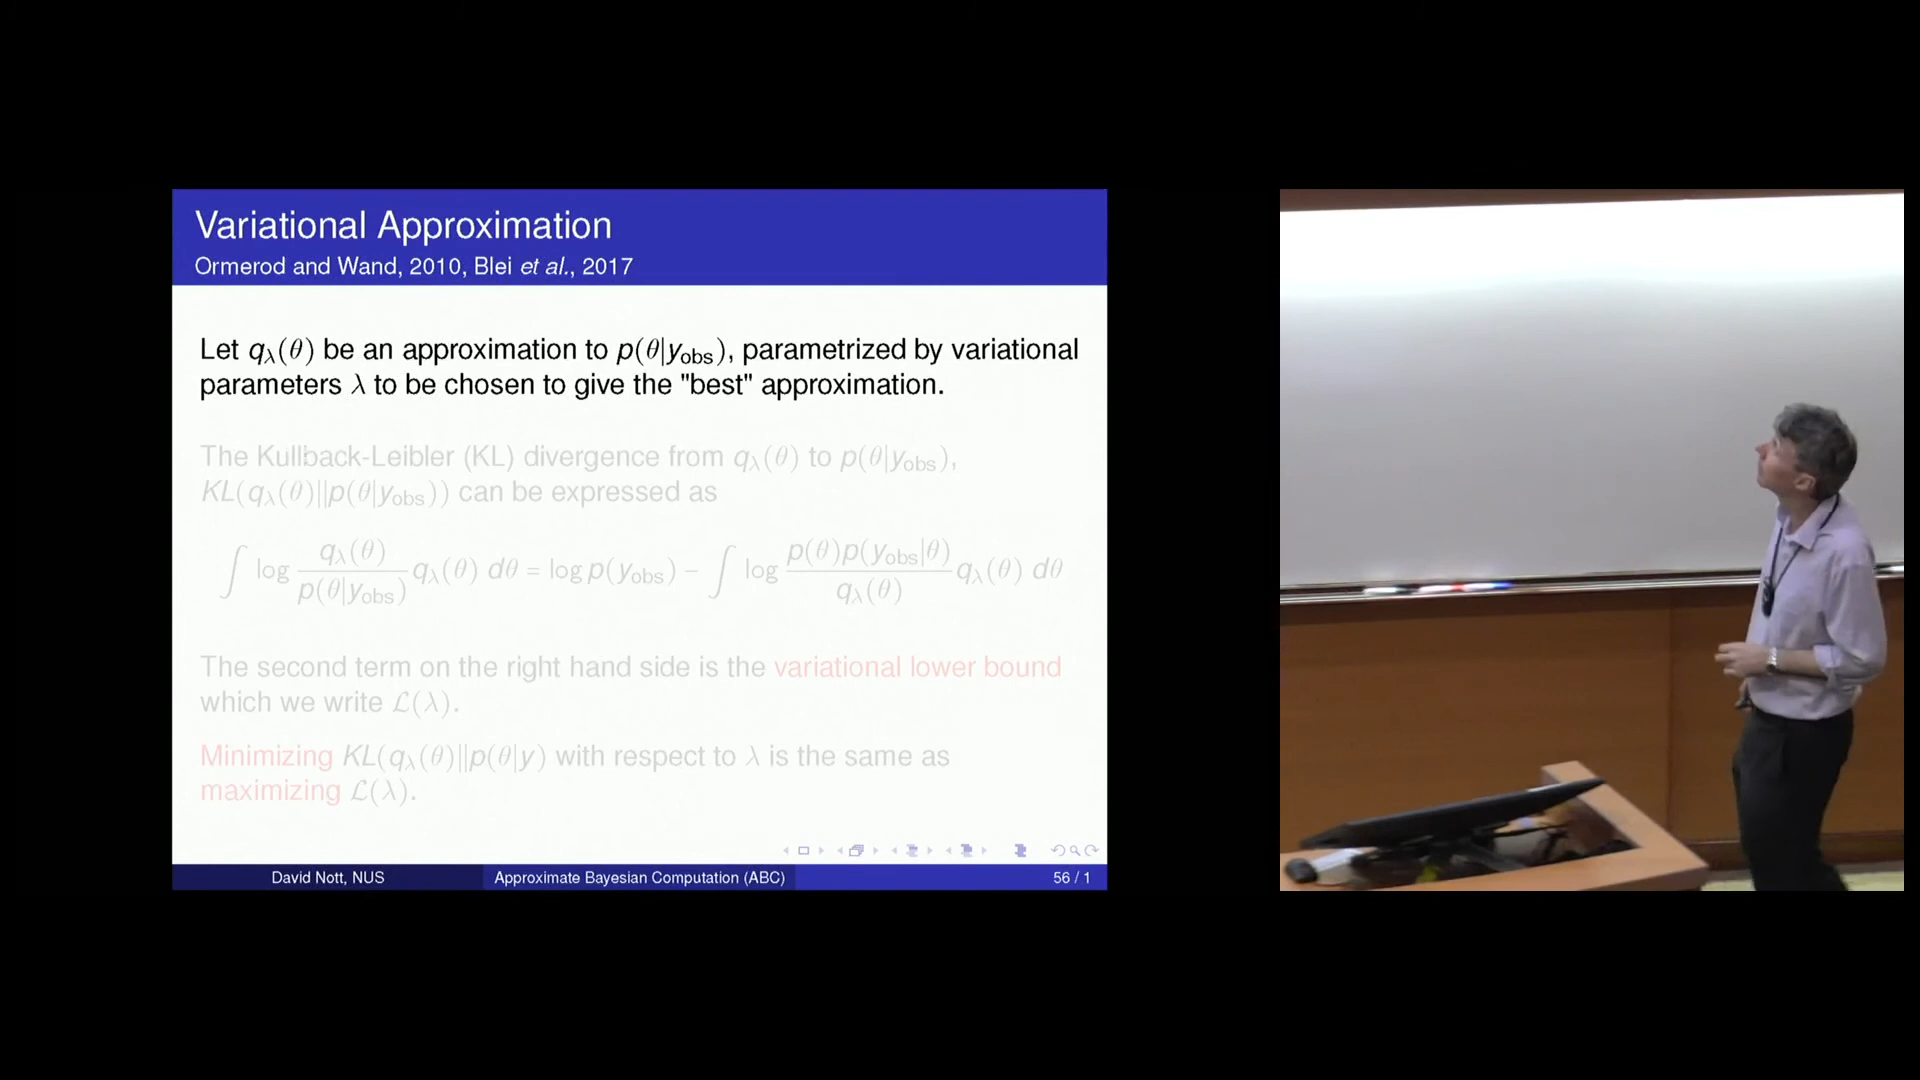 Variational Approximation
Ormerod and Wand, 2010, Blei et al., 2017
Let qλ(θ) be an approximation to p(θ|yobs), parametrized by variational
parameters λ to be chosen to give the "best" approximation.
The Kullback-Leibler (KL) divergence from qλ(θ) to p(θ|yobs),
KL(qλ(θ)||p(θ|yobs)) can be expressed as
∫ log qλ(θ)/p(θ|yobs) qλ(θ) dθ = log p(yobs) − ∫ log p(θ)p(yobs|θ)/qλ(θ) qλ(θ) dθ
The second term on the right hand side is the variational lower bound
which we write ℒ(λ).
Minimizing KL(qλ(θ)||p(θ|y) with respect to λ is the same as
maximizing ℒ(λ).
David Nott, NUS
Approximate Bayesian Computation (ABC)
56 / 1